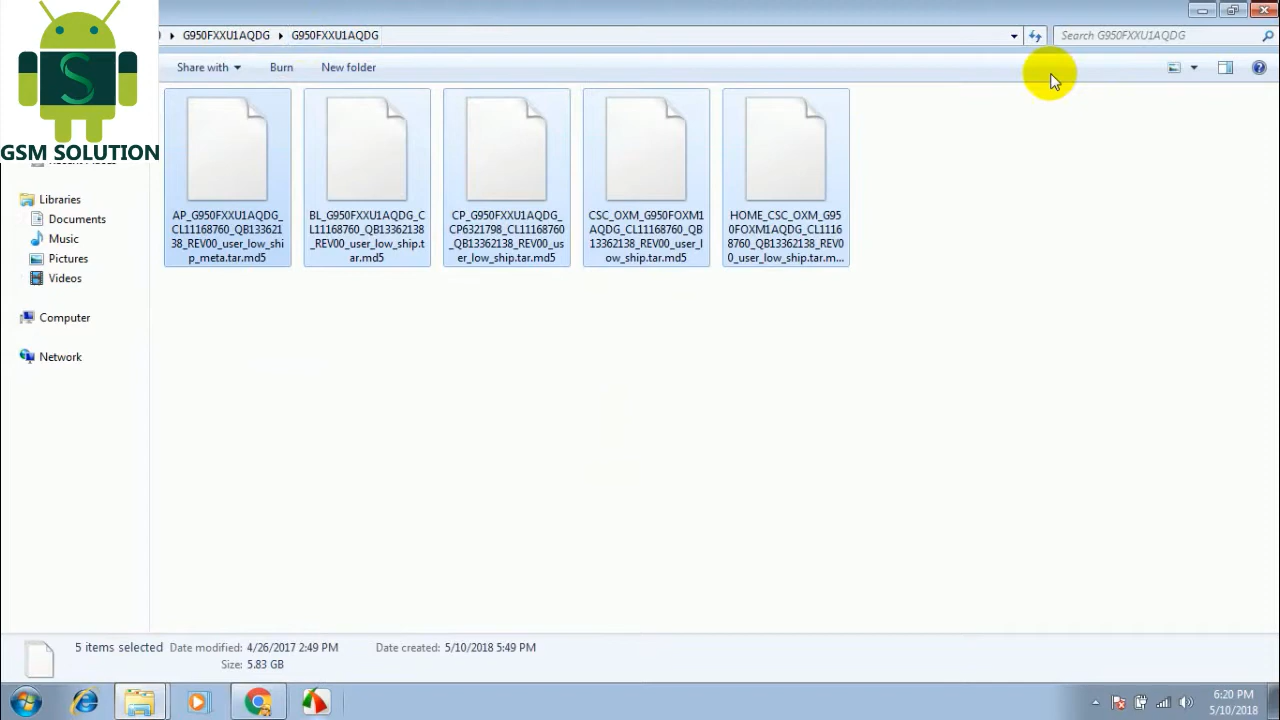 G950FXXU1AQDG
G950FXXU1AQDG
Search G950FXXU1AQDG
Share with
Burn
New folder
S
GSM SOLUTION
Libraries
Documents
Music
Pictures
Videos
Computer
Network
AP_G950FXXU1AQDG_
CL11168760_QB13362
138_REV00_user_low_shi
p_meta.tar.md5
BL_G950FXXU1AQDG_C
L11168760_QB13362138
_REV00_user_low_ship.t
ar.md5
CP_G950FXXU1AQDG_
CP6321798_CL11168760
_QB13362138_REV00_us
er_low_ship.tar.md5
CSC_OXM_G950FOXM1
AQDG_CL11168760_QB
13362138_REV00_user_l
ow_ship.tar.md5
HOME_CSC_OXM_G95
0FOXM1AQDG_CL1116
8760_QB13362138_REV0
0_user_low_ship.tar.m...
5 items selected
Date modified: 4/26/2017 2:49 PM
Date created: 5/10/2018 5:49 PM
Size: 5.83 GB
6:20 PM
5/10/2018